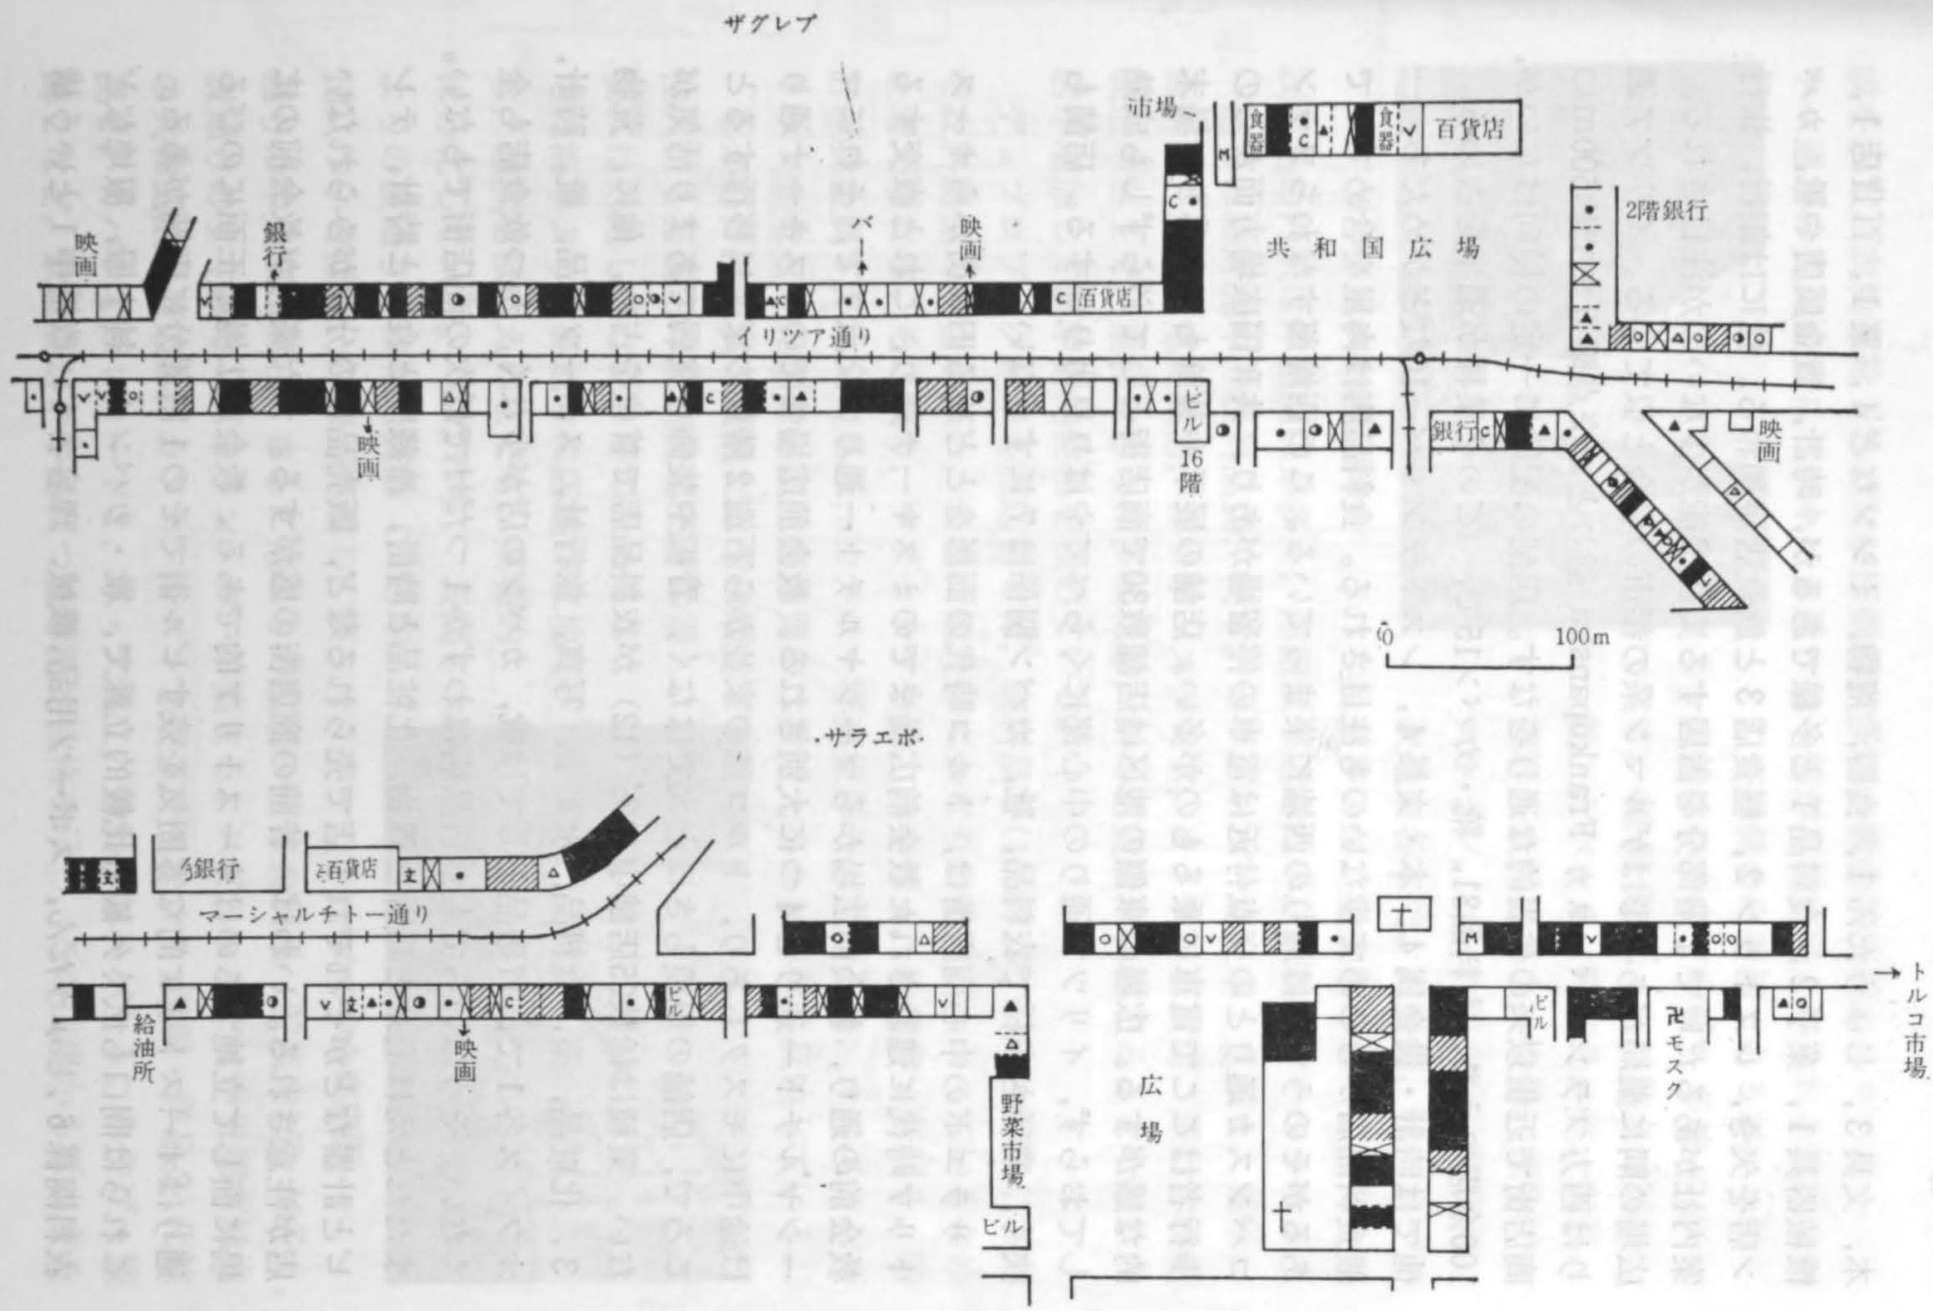 ザグレブ
市場
M
食器
C
食器
百貨店
2階銀行
共和国広場
映画
銀行
バー
映画
C
C
C
百貨店
イリツア通り
映画
C
ビル
16階
銀行
C
映画
0 100m
サラエボ
文
銀行
百貨店
文
マーシャルチトー通り
M
トルコ市場
給油所
文
C
映画
ビル
野菜市場
ビル
広場
ビル
卍モスク